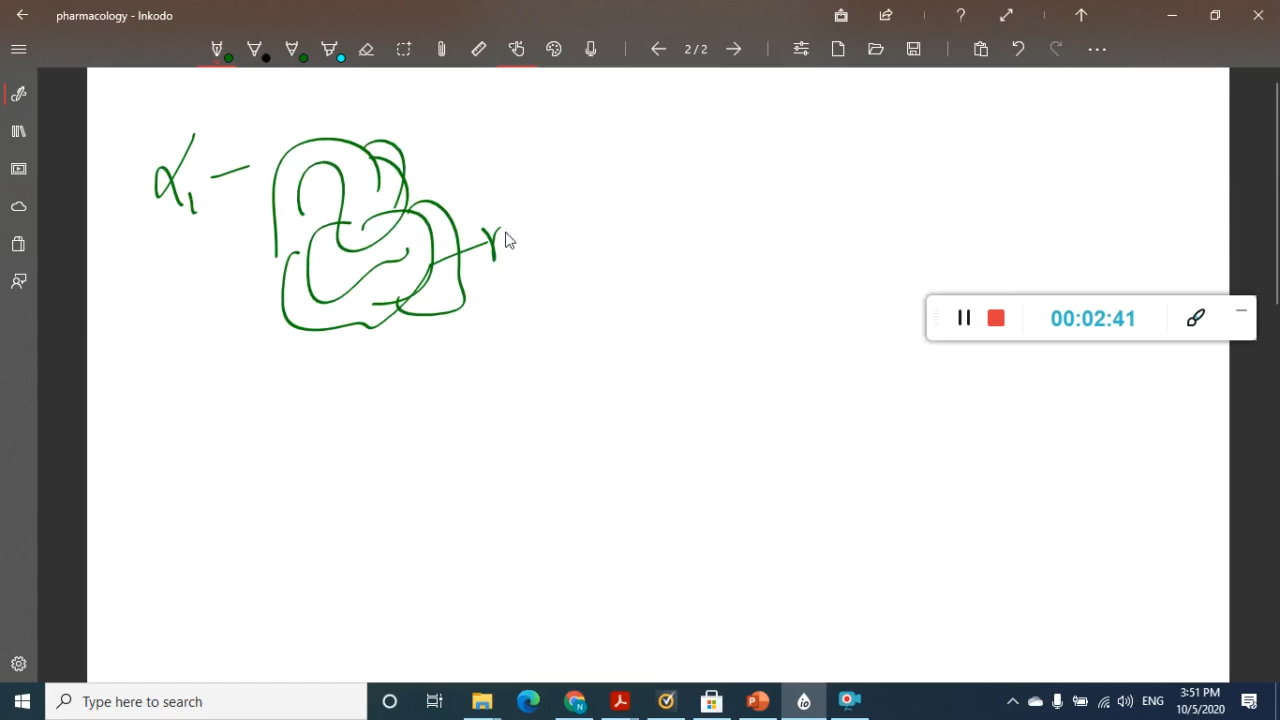 pharmacology - Inkodo
2/2
α1 –
r
00:02:41
Type here to search
ENG
3:51 PM
10/5/2020